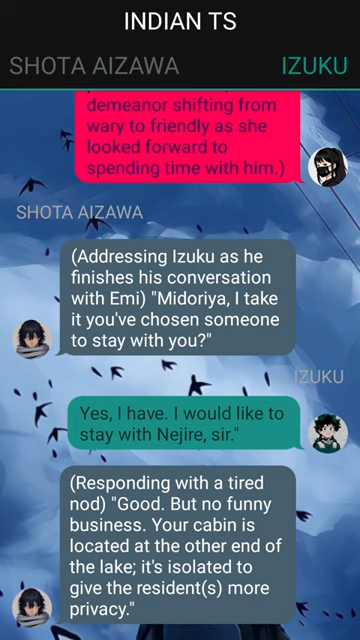 INDIAN TS
SHOTA AIZAWA IZUKU
demeanor shifting from
wary to friendly as she
looked forward to
spending time with him.)
SHOTA AIZAWA
(Addressing Izuku as he
finishes his conversation
with Emi) "Midoriya, I take
it you've chosen someone
to stay with you?"
IZUKU
Yes, I have. I would like to
stay with Nejire, sir."
(Responding with a tired
nod) "Good. But no funny
business. Your cabin is
located at the other end of
the lake; it's isolated to
give the resident(s) more
privacy."